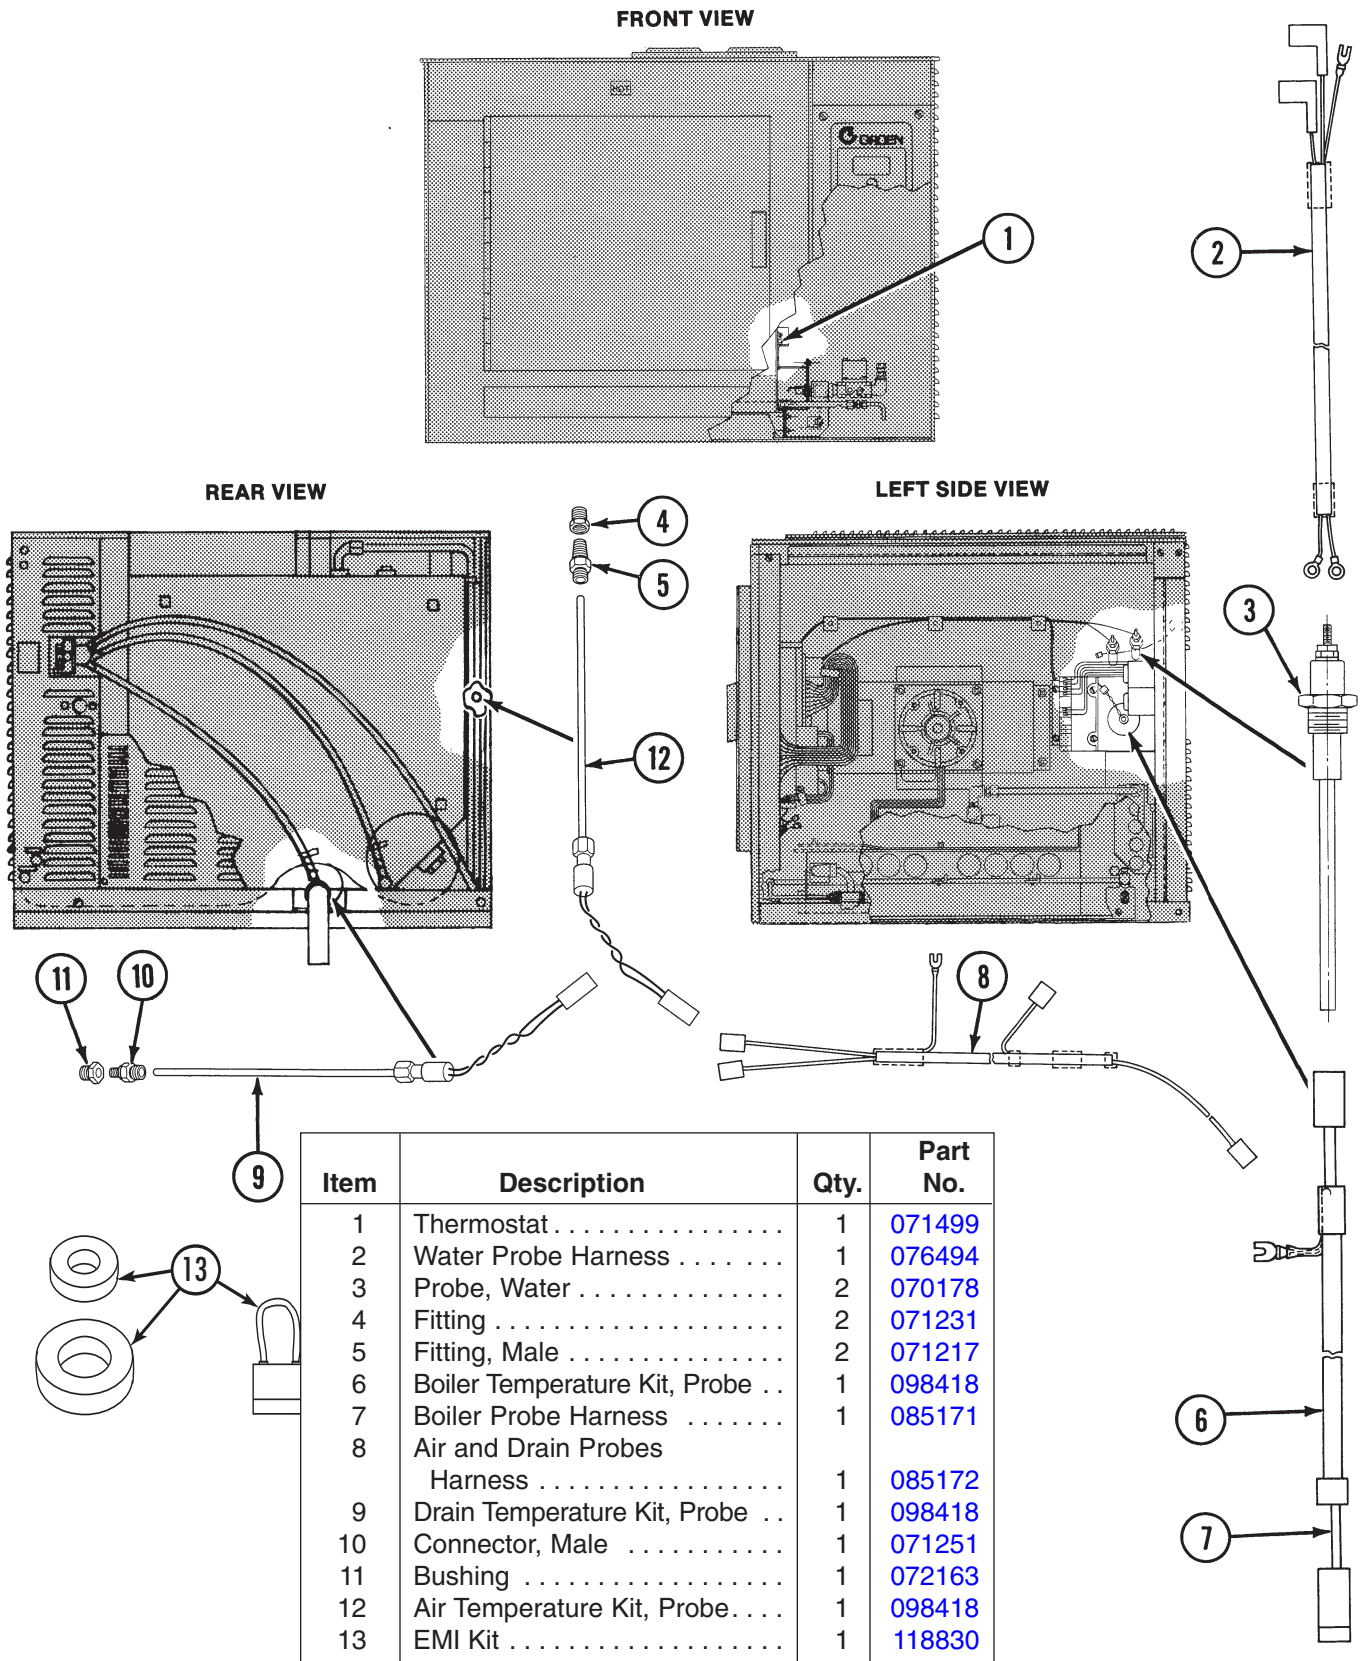 FRONT VIEW
HOT
GROEN
1
2
REAR VIEW
LEFT SIDE VIEW
4
5
3
12
11
10
8
9
13
6
7
Item Description Qty. Part No.
1 Thermostat . . . . . . . . . . . . . . . . 1 071499
2 Water Probe Harness . . . . . . . 1 076494
3 Probe, Water . . . . . . . . . . . . . . 2 070178
4 Fitting . . . . . . . . . . . . . . . . . . . . 2 071231
5 Fitting, Male . . . . . . . . . . . . . . . 2 071217
6 Boiler Temperature Kit, Probe . . 1 098418
7 Boiler Probe Harness . . . . . . . 1 085171
8 Air and Drain Probes
Harness . . . . . . . . . . . . . . . . . 1 085172
9 Drain Temperature Kit, Probe . . 1 098418
10 Connector, Male . . . . . . . . . . . 1 071251
11 Bushing . . . . . . . . . . . . . . . . . . 1 072163
12 Air Temperature Kit, Probe. . . . 1 098418
13 EMI Kit . . . . . . . . . . . . . . . . . . . 1 118830